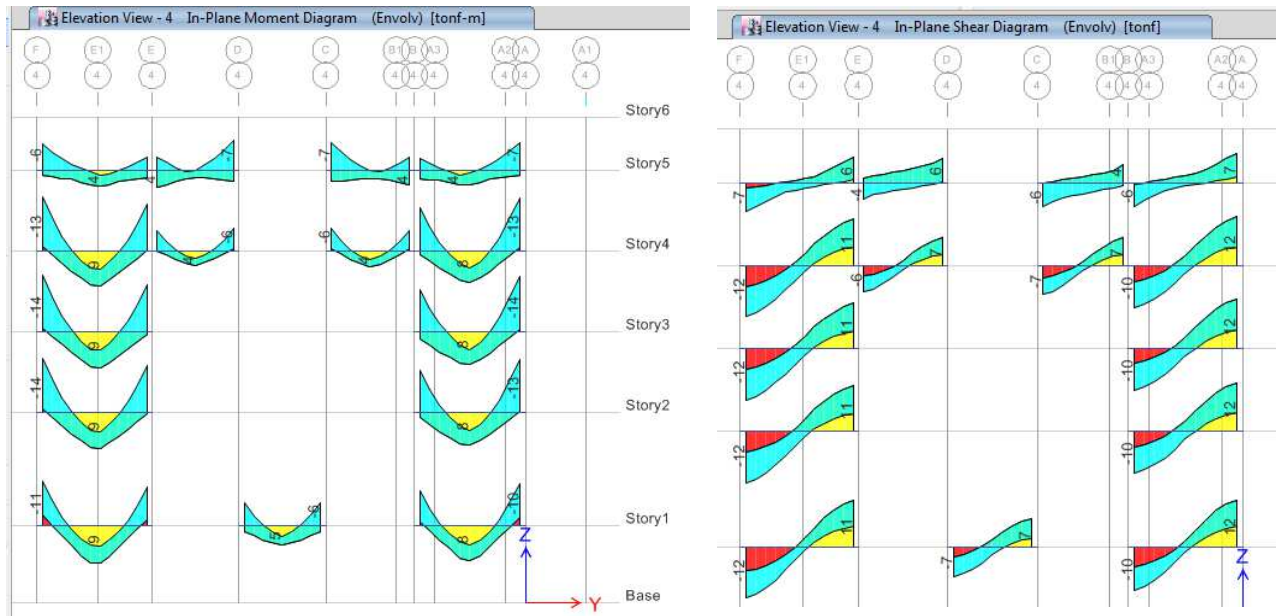 Elevation View - 4 In-Plane Moment Diagram (Envolv) [tonf-m]
F E1 E D C B1 B A3 A2 A A1
4 4 4 4 4 4 4 4 4 4 4
Story6
-6 4 4 -7 -7 4 4 -7 Story5
-13 9 4 -6 -6 4 8 -13 Story4
-14 9 8 -14 Story3
-14 9 8 -13 Story2
-11 9 5 -6 8 -10 Story1
Z
Y
Base
Elevation View - 4 In-Plane Shear Diagram (Envolv) [tonf]
F E1 E D C B1 B A3 A2 A
4 4 4 4 4 4 4 4 4 4
-7 6 -4 6 -6 4 -6 7
-12 11 -6 7 -7 7 -10 12
-12 11 -10 12
-12 11 -10 12
-12 11 -7 7 -10 12
Z